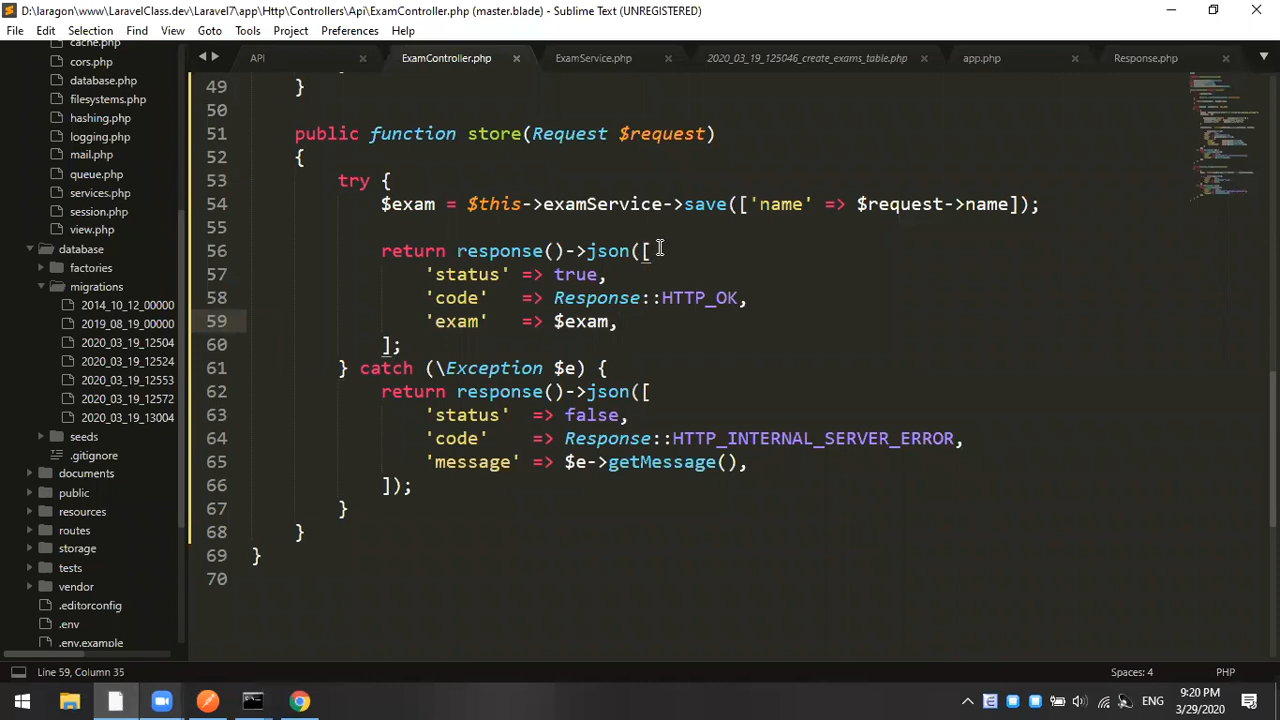 D:\laragon\www\LaravelClass.dev\Laravel7\app\Http\Controllers\Api\ExamController.php (master.blade) - Sublime Text (UNREGISTERED)
File Edit Selection Find View Goto Tools Project Preferences Help
API ExamController.php ExamService.php 2020_03_19_125046_create_exams_table.php app.php Response.php
cache.php
cors.php
database.php
filesystems.php
hashing.php
logging.php
mail.php
queue.php
services.php
session.php
view.php
database
factories
migrations
2014_10_12_00000
2019_08_19_00000
2020_03_19_12504
2020_03_19_12524
2020_03_19_12553
2020_03_19_12572
2020_03_19_13004
seeds
.gitignore
documents
public
resources
routes
storage
tests
vendor
.editorconfig
.env
.env.example
49 }
50
51 public function store(Request $request)
52 {
53 try {
54 $exam = $this->examService->save(['name' => $request->name]);
55
56 return response()->json([
57 'status' => true,
58 'code' => Response::HTTP_OK,
59 'exam' => $exam,
60 ];
61 } catch (\Exception $e) {
62 return response()->json([
63 'status' => false,
64 'code' => Response::HTTP_INTERNAL_SERVER_ERROR,
65 'message' => $e->getMessage(),
66 ]);
67 }
68 }
69 }
70
Line 59, Column 35 Spaces: 4 PHP
ENG
9:20 PM
3/29/2020